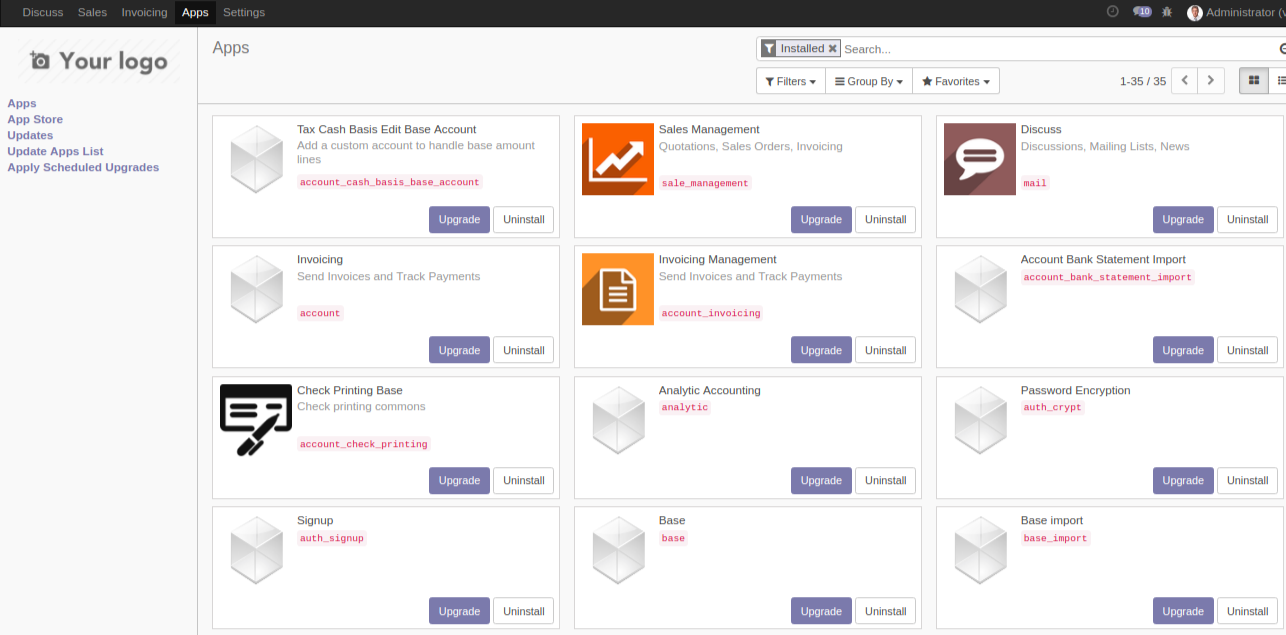 Discuss Sales Invoicing Apps Settings
10 Administrator (v
Your logo
Apps
App Store
Updates
Update Apps List
Apply Scheduled Upgrades
Apps
Installed Search...
Filters Group By Favorites
1-35 / 35
Tax Cash Basis Edit Base Account
Add a custom account to handle base amount
lines
account_cash_basis_base_account
Upgrade Uninstall
Sales Management
Quotations, Sales Orders, Invoicing
sale_management
Upgrade Uninstall
Discuss
Discussions, Mailing Lists, News
mail
Upgrade Uninstall
Invoicing
Send Invoices and Track Payments
account
Upgrade Uninstall
Invoicing Management
Send Invoices and Track Payments
account_invoicing
Upgrade Uninstall
Account Bank Statement Import
account_bank_statement_import
Upgrade Uninstall
Check Printing Base
Check printing commons
account_check_printing
Upgrade Uninstall
Analytic Accounting
analytic
Upgrade Uninstall
Password Encryption
auth_crypt
Upgrade Uninstall
Signup
auth_signup
Upgrade Uninstall
Base
base
Upgrade Uninstall
Base import
base_import
Upgrade Uninstall